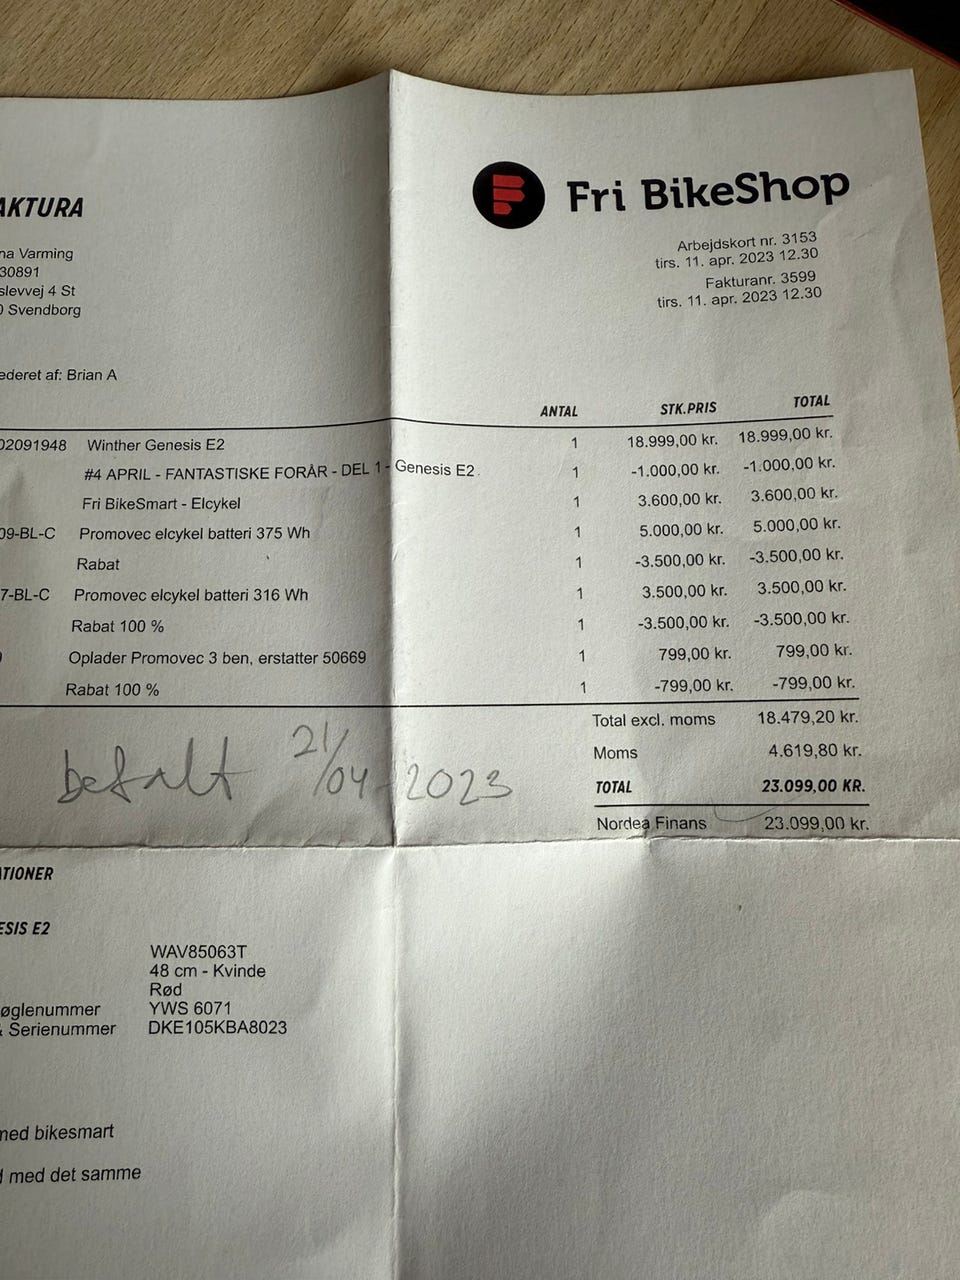 AKTURA
Fri BikeShop
Arbejdskort nr. 3153
tirs. 11. apr. 2023 12.30
Fakturanr. 3599
tirs. 11. apr. 2023 12.30
na Varming
30891
slevvej 4 St
0 Svendborg
ederet af: Brian A
ANTAL STK.PRIS TOTAL
02091948 Winther Genesis E2 1 18.999,00 kr. 18.999,00 kr.
#4 APRIL - FANTASTISKE FORÅR - DEL 1 - Genesis E2 1 -1.000,00 kr. -1.000,00 kr.
Fri BikeSmart - Elcykel 1 3.600,00 kr. 3.600,00 kr.
09-BL-C Promovec elcykel batteri 375 Wh 1 5.000,00 kr. 5.000,00 kr.
Rabat 1 -3.500,00 kr. -3.500,00 kr.
7-BL-C Promovec elcykel batteri 316 Wh 1 3.500,00 kr. 3.500,00 kr.
Rabat 100 % 1 -3.500,00 kr. -3.500,00 kr.
Oplader Promovec 3 ben, erstatter 50669 1 799,00 kr. 799,00 kr.
Rabat 100 % 1 -799,00 kr. -799,00 kr.
Total excl. moms 18.479,20 kr.
Moms 4.619,80 kr.
TOTAL 23.099,00 KR.
Nordea Finans 23.099,00 kr.
betalt 21/04-2023
ATIONER
ESIS E2
WAV85063T
48 cm - Kvinde
Rød
øglenummer YWS 6071
& Serienummer DKE105KBA8023
med bikesmart
d med det samme